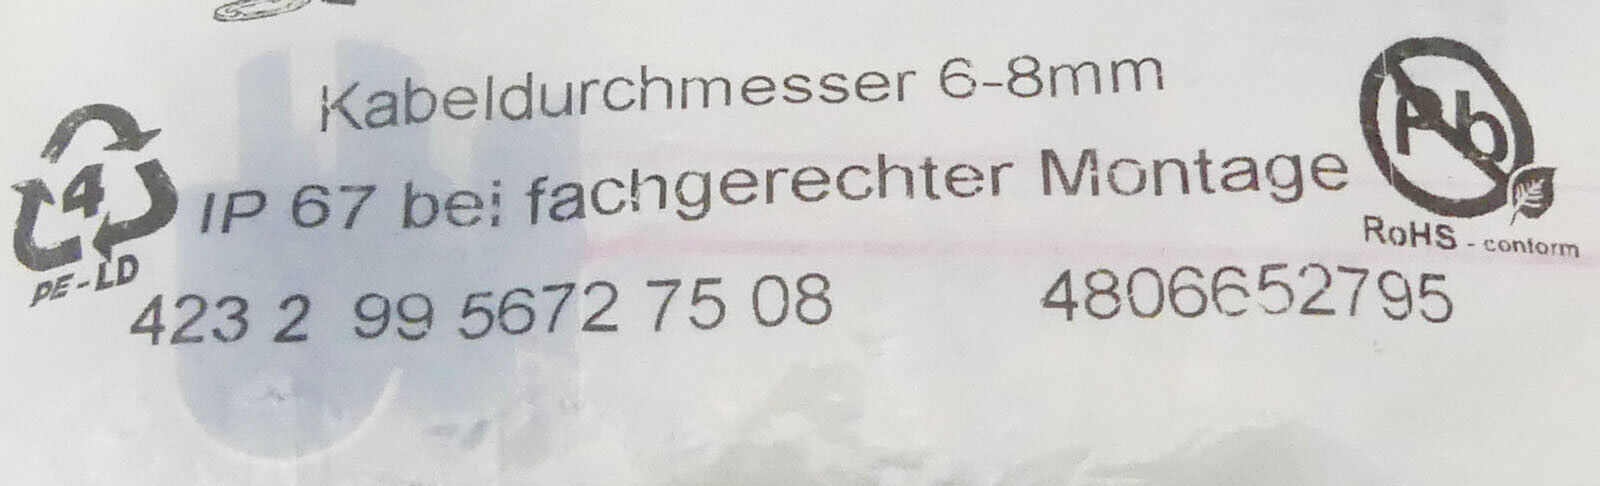 Kabeldurchmesser 6-8mm
IP 67 bei fachgerechter Montage
423 2 99 5672 75 08 4806652795
4
PE-LD
Pb
RoHS - conform